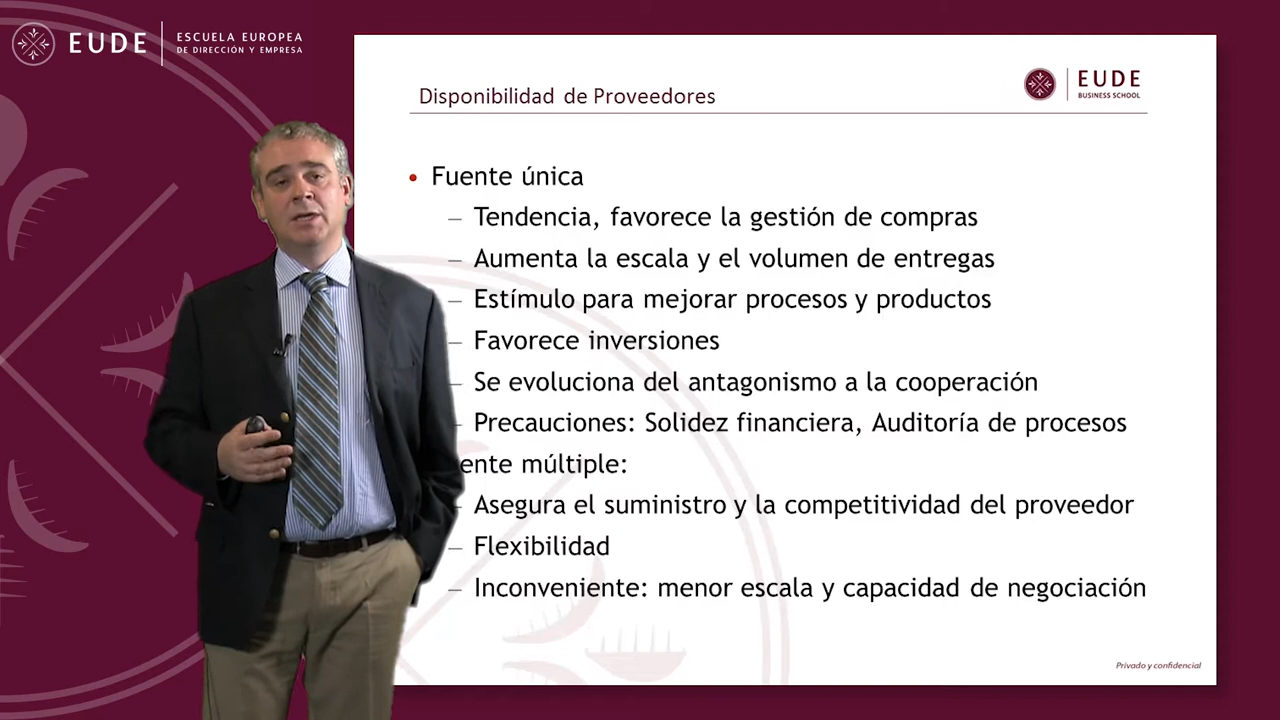 EUDE
ESCUELA EUROPEA
DE DIRECCIÓN Y EMPRESA
Disponibilidad de Proveedores
EUDE
BUSINESS SCHOOL
• Fuente única
– Tendencia, favorece la gestión de compras
– Aumenta la escala y el volumen de entregas
– Estímulo para mejorar procesos y productos
– Favorece inversiones
– Se evoluciona del antagonismo a la cooperación
– Precauciones: Solidez financiera, Auditoría de procesos
ente múltiple:
– Asegura el suministro y la competitividad del proveedor
– Flexibilidad
– Inconveniente: menor escala y capacidad de negociación
Privado y confidencial